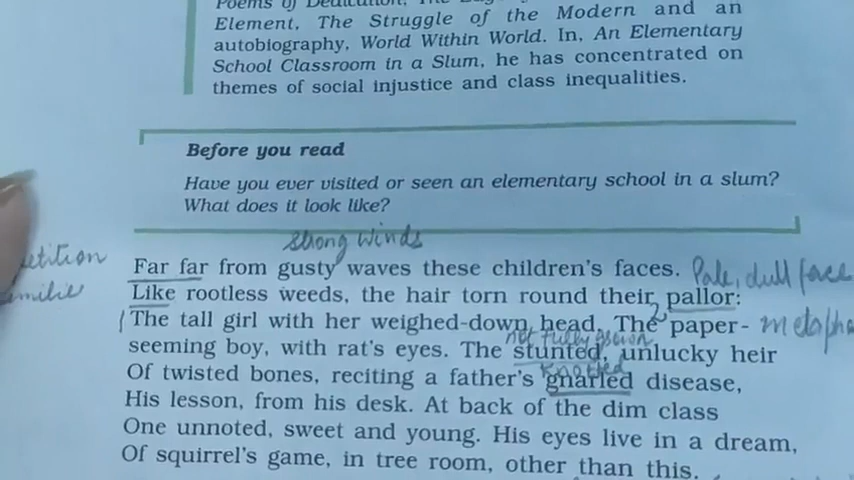 Poems of Dedication, The
Element, The Struggle of the Modern and an
autobiography, World Within World. In, An Elementary
School Classroom in a Slum, he has concentrated on
themes of social injustice and class inequalities.
Before you read
Have you ever visited or seen an elementary school in a slum?
What does it look like?
strong winds
etition
Far far from gusty waves these children's faces. Pale, dull face
Like rootless weeds, the hair torn round their pallor:
The tall girl with her weighed-down head. The paper- metapho
not fully grown
seeming boy, with rat's eyes. The stunted, unlucky heir
knotted
Of twisted bones, reciting a father's gnarled disease,
His lesson, from his desk. At back of the dim class
One unnoted, sweet and young. His eyes live in a dream,
Of squirrel's game, in tree room, other than this.